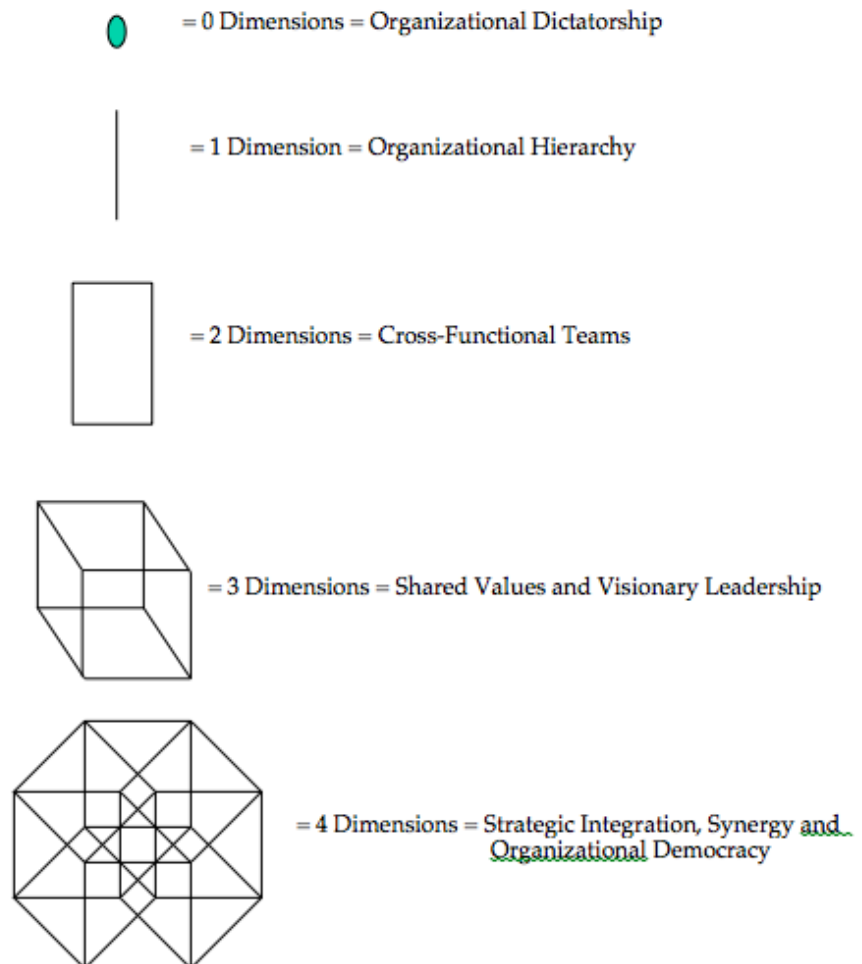 = 0 Dimensions = Organizational Dictatorship
= 1 Dimension = Organizational Hierarchy
= 2 Dimensions = Cross-Functional Teams
= 3 Dimensions = Shared Values and Visionary Leadership
= 4 Dimensions = Strategic Integration, Synergy and
Organizational Democracy